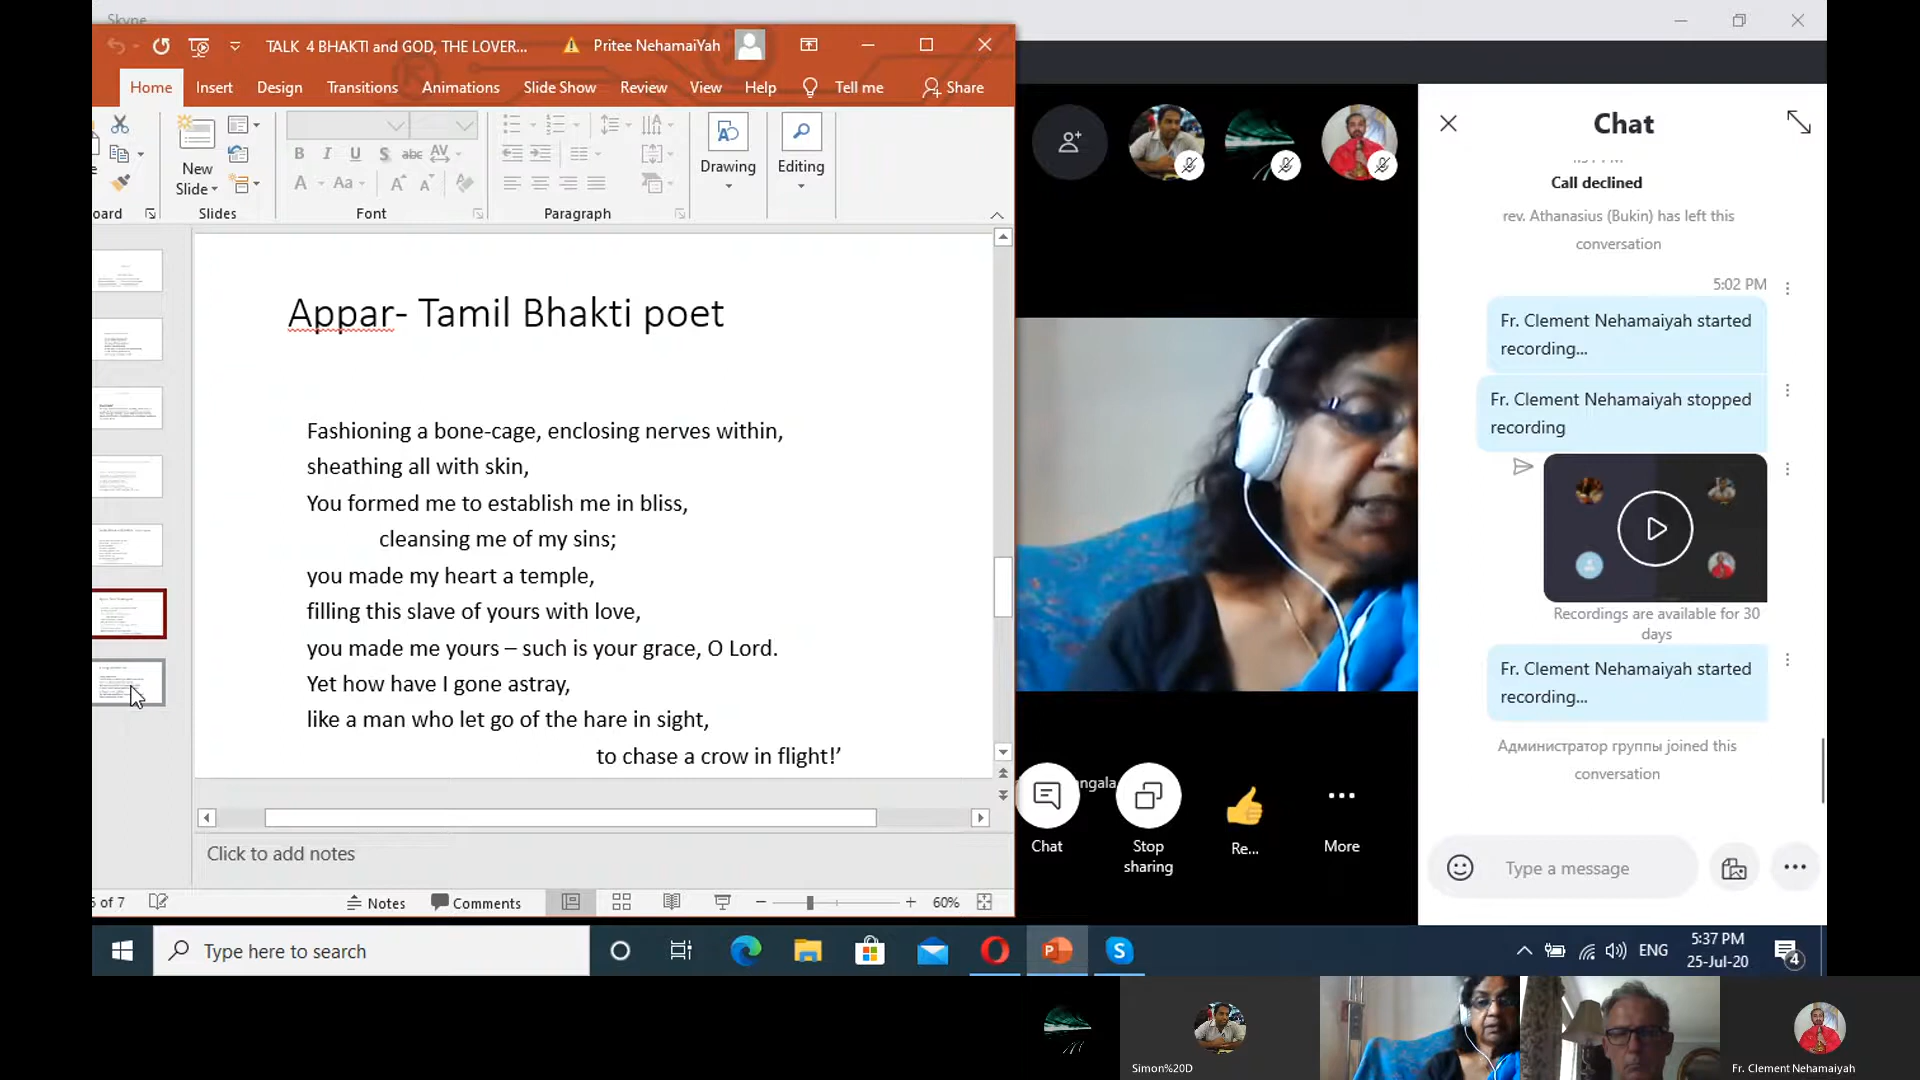 Skype
TALK 4 BHAKTI and GOD, THE LOVER...
Pritee NehamaiYah
Home
Insert
Design
Transitions
Animations
Slide Show
Review
View
Help
Tell me
Share
New
Slide
Drawing
Editing
B I U S abc AV
A Aa A A
oard
Slides
Font
Paragraph
Appar- Tamil Bhakti poet
Fashioning a bone-cage, enclosing nerves within,
sheathing all with skin,
You formed me to establish me in bliss,
cleansing me of my sins;
you made my heart a temple,
filling this slave of yours with love,
you made me yours – such is your grace, O Lord.
Yet how have I gone astray,
like a man who let go of the hare in sight,
to chase a crow in flight!’
Click to add notes
of 7
Notes
Comments
60%
ngala
Chat
Stop
sharing
Re...
More
Chat
Call declined
rev. Athanasius (Bukin) has left this
conversation
5:02 PM
Fr. Clement Nehamaiyah started
recording...
Fr. Clement Nehamaiyah stopped
recording
Recordings are available for 30
days
Fr. Clement Nehamaiyah started
recording...
Администратор группы joined this
conversation
Type a message
Type here to search
ENG
5:37 PM
25-Jul-20
4
Simon%20D
Fr. Clement Nehamaiyah